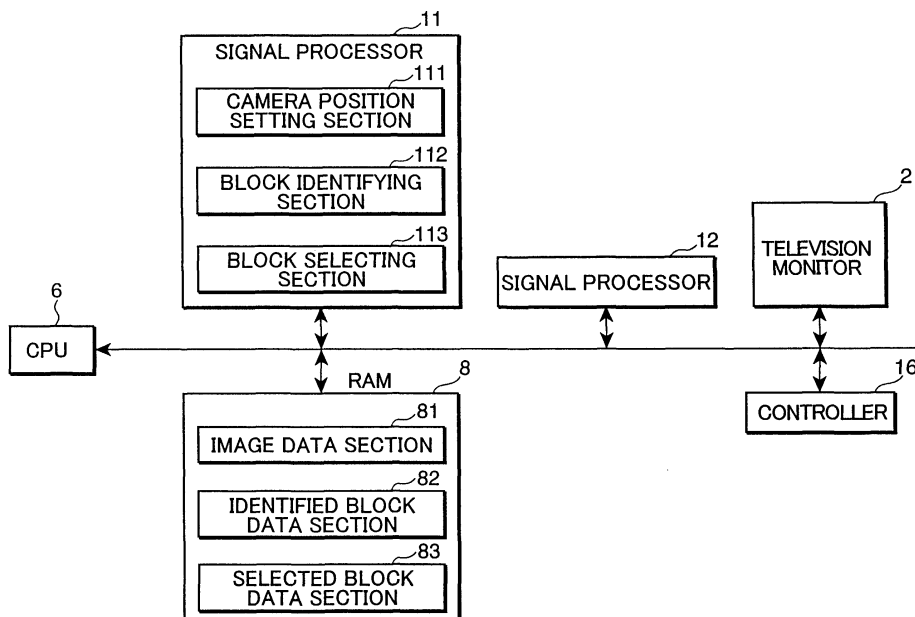 11
SIGNAL PROCESSOR
111
CAMERA POSITION
SETTING SECTION
112
BLOCK IDENTIFYING
SECTION
113
BLOCK SELECTING
SECTION
12
SIGNAL PROCESSOR
2
TELEVISION
MONITOR
6
CPU
RAM
8
81
IMAGE DATA SECTION
82
IDENTIFIED BLOCK
DATA SECTION
83
SELECTED BLOCK
DATA SECTION
16
CONTROLLER